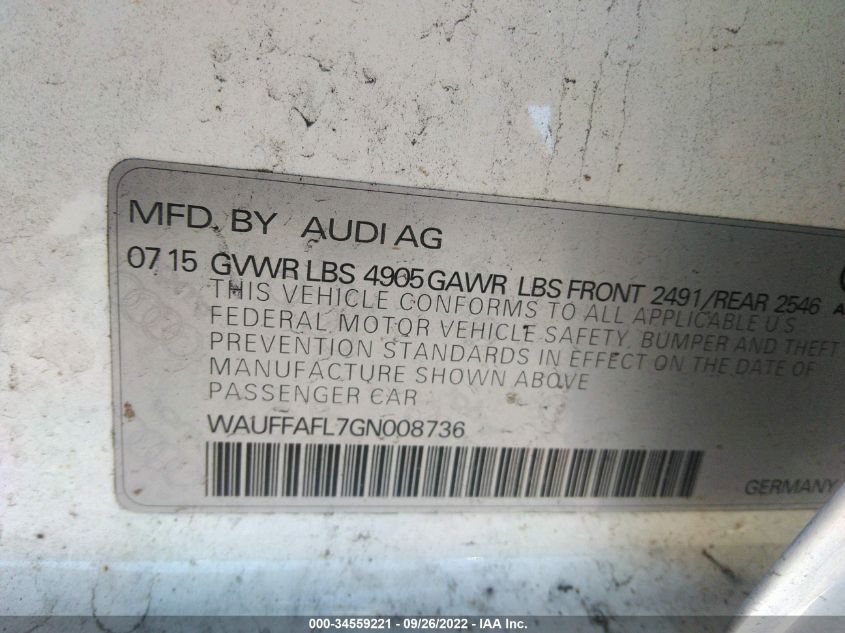 MFD. BY AUDI AG
07 15 GVWR LBS 4905 GAWR LBS FRONT 2491/REAR 2546
THIS VEHICLE CONFORMS TO ALL APPLICABLE U S
FEDERAL MOTOR VEHICLE SAFETY, BUMPER AND THEFT
PREVENTION STANDARDS IN EFFECT ON THE DATE OF
MANUFACTURE SHOWN ABOVE
PASSENGER CAR
WAUFFAFL7GN008736
GERMANY
000-34559221 - 09/26/2022 - IAA Inc.